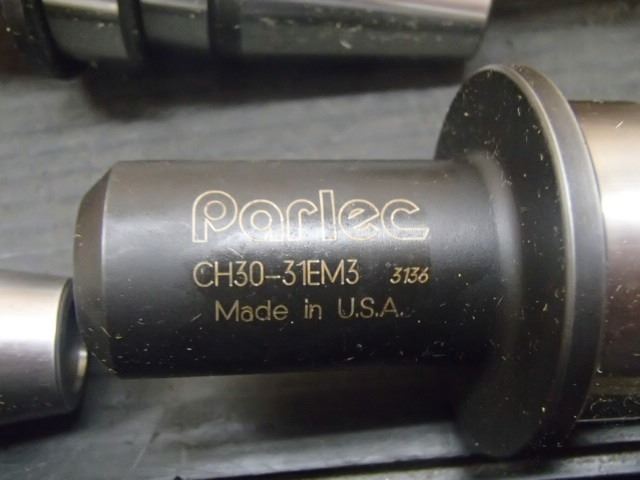 Parlec
CH30-31EM3 3136
Made in U.S.A.